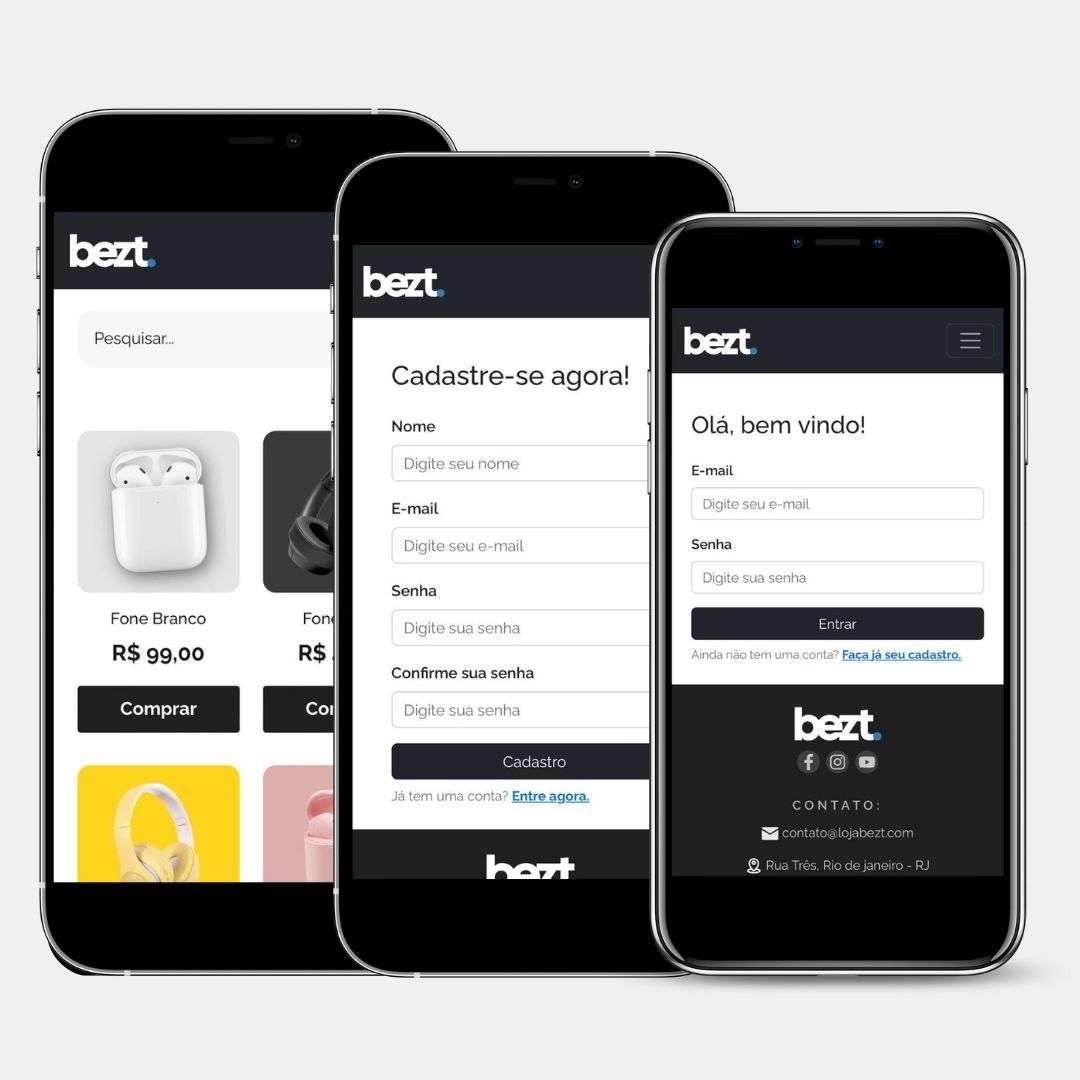 bezt.
Pesquisar...
Fone Branco
R$ 99,00
Comprar
Fone
R$
bezt.
Cadastre-se agora!
Nome
Digite seu nome
E-mail
Digite seu e-mail
Senha
Digite sua senha
Confirme sua senha
Digite sua senha
Cadastro
Já tem uma conta? Entre agora.
bezt
bezt.
Olá, bem vindo!
E-mail
Digite seu e-mail
Senha
Digite sua senha
Entrar
Ainda não tem uma conta? Faça já seu cadastro.
bezt.
CONTATO:
contato@lojabezt.com
Rua Três, Rio de janeiro - RJ